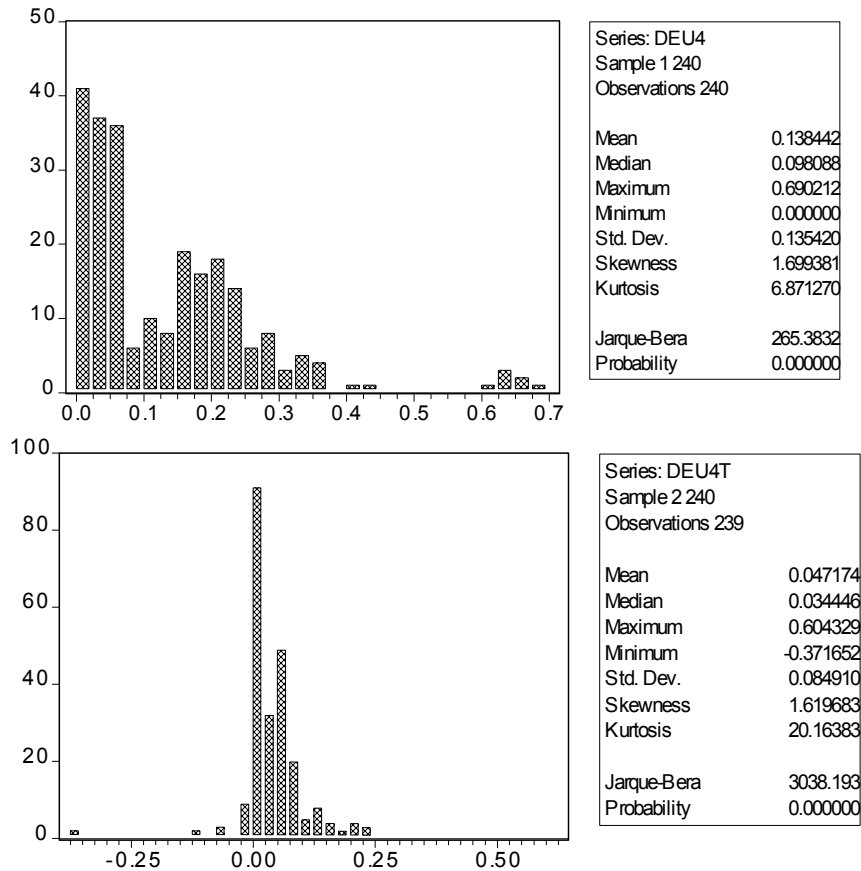 50
40
30
20
10
0
0.0 0.1 0.2 0.3 0.4 0.5 0.6 0.7
Series: DEU4
Sample 1 240
Observations 240
Mean 0.138442
Median 0.098088
Maximum 0.690212
Minimum 0.000000
Std. Dev. 0.135420
Skewness 1.699381
Kurtosis 6.871270
Jarque-Bera 265.3832
Probability 0.000000
100
80
60
40
20
0
-0.25 0.00 0.25 0.50
Series: DEU4T
Sample 2 240
Observations 239
Mean 0.047174
Median 0.034446
Maximum 0.604329
Minimum -0.371652
Std. Dev. 0.084910
Skewness 1.619683
Kurtosis 20.16383
Jarque-Bera 3038.193
Probability 0.000000